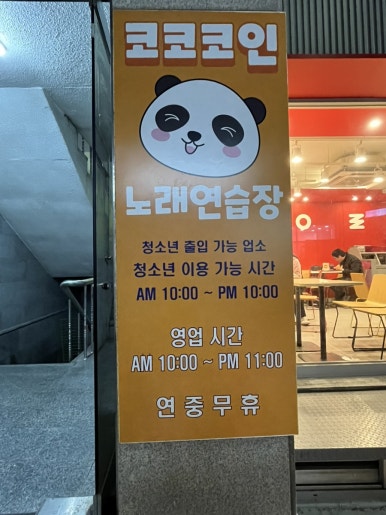 코코코인
노래연습장
청소년 출입 가능 업소
청소년 이용 가능 시간
AM 10:00 ~ PM 10:00
영업 시간
AM 10:00 ~ PM 11:00
연중무휴